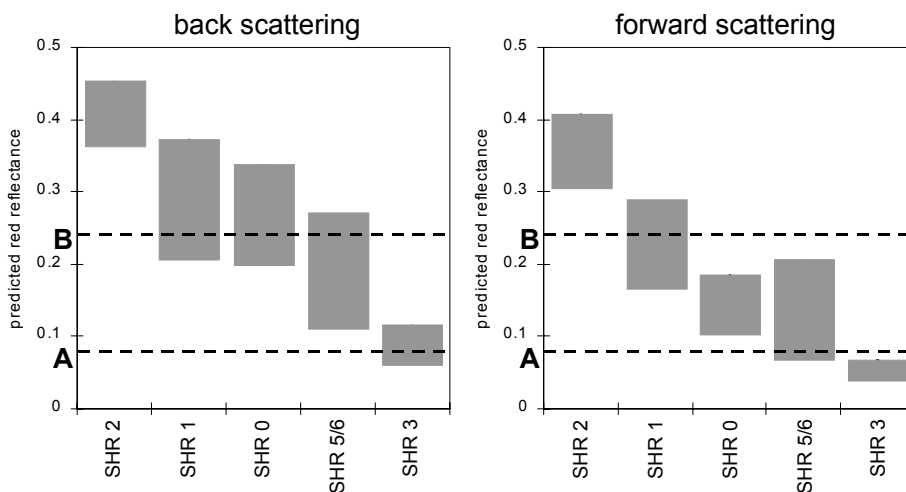 back scattering
predicted red reflectance
0.5
0.4
0.3
0.2
0.1
0
B
A
SHR 2
SHR 1
SHR 0
SHR 5/6
SHR 3
forward scattering
predicted red reflectance
0.5
0.4
0.3
0.2
0.1
0
B
A
SHR 2
SHR 1
SHR 0
SHR 5/6
SHR 3